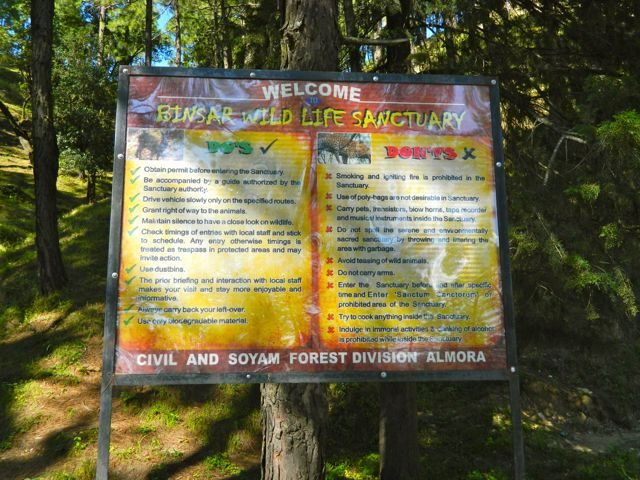 WELCOME
TO
BINSAR WILD LIFE SANCTUARY
DO'S
Obtain permit before entering the Sanctuary.
Be accompanied by a guide authorized by the
Sanctuary authority.
Drive vehicle slowly only on the specified routes.
Grant right of way to the animals.
Maintain silence to have a close look on wildlife.
Check timings of entries with local staff and stick
to schedule. Any enoy otherwise timings is
treated as trespass in protected areas and may
invite action.
Use dustbins.
The prior briefing and interaction with local staff
makes your visit and stay more enjoyable and
informative.
Always carry back your left-over.
Use only biodegradable material.
DON'TS
Smoking and igniting fire is prohibited in the
Sanctuary.
Use of poly-bags are not desirable in Sanctuary.
Carry pets, transistors, blow horns, tape recorder
and musical instruments inside the Sanctuary.
Do not spoil the serene and environmentally
sacred sanctuary by throwing and littering the
area with garbage.
Avoid teasing of wild animals.
Do not carry arms.
Enter the Sanctuary before and after specific
time and Enter "Sanctum Sanctorum" or
prohibited area of the Sanctuary.
Try to cook anything inside the Sanctuary.
Indulge in immoral activities & drinking of alcohol
is prohibited while inside the Sanctuary
CIVIL AND SOYAM FOREST DIVISION ALMORA